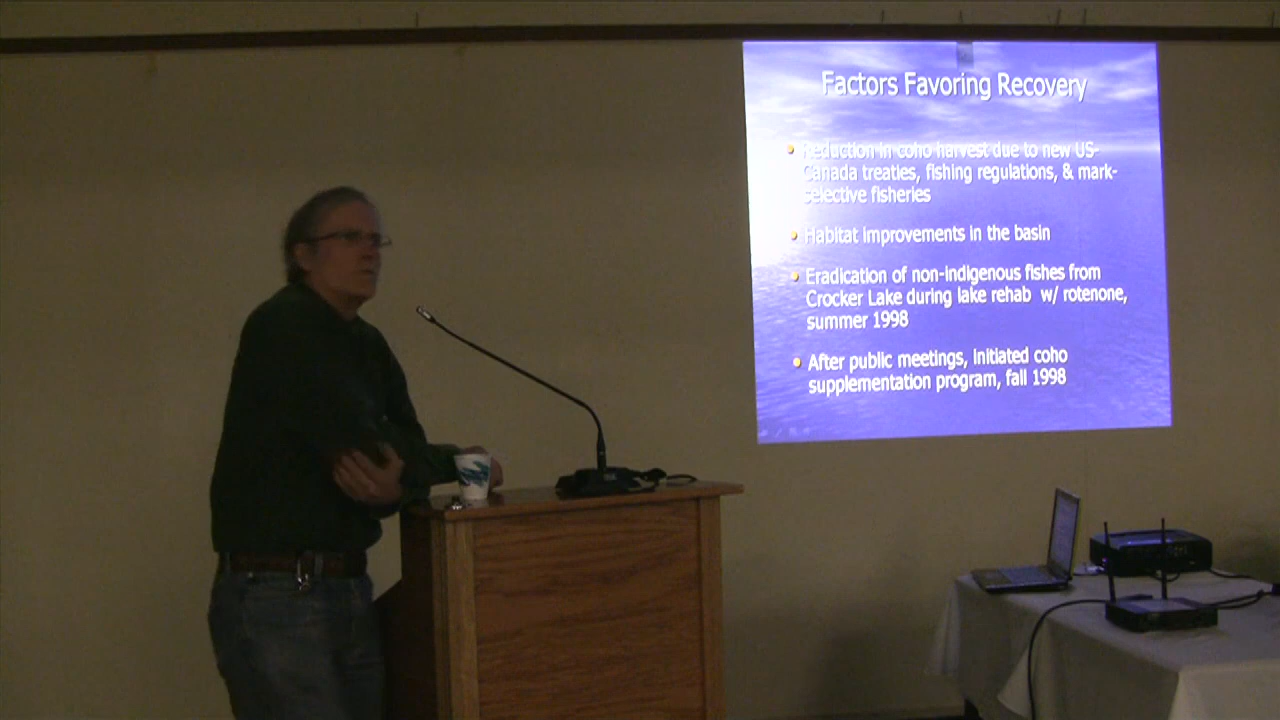 Factors Favoring Recovery
Reduction in coho harvest due to new US-
Canada treaties, fishing regulations, & mark-
selective fisheries
Habitat improvements in the basin
Eradication of non-indigenous fishes from
Crocker Lake during lake rehab w/ rotenone,
summer 1998
After public meetings, initiated coho
supplementation program, fall 1998